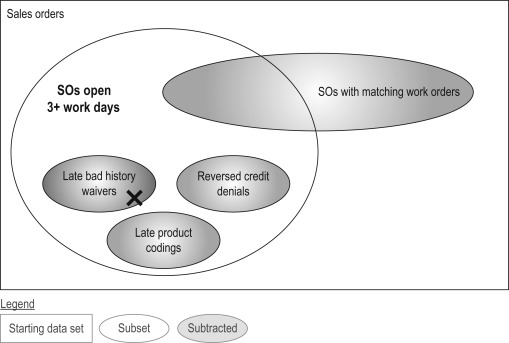 Sales orders
SOs open
3+ work days
SOs with matching work orders
Late bad history
waivers
Reversed credit
denials
Late product
codings
Legend
Starting data set
Subset
Subtracted